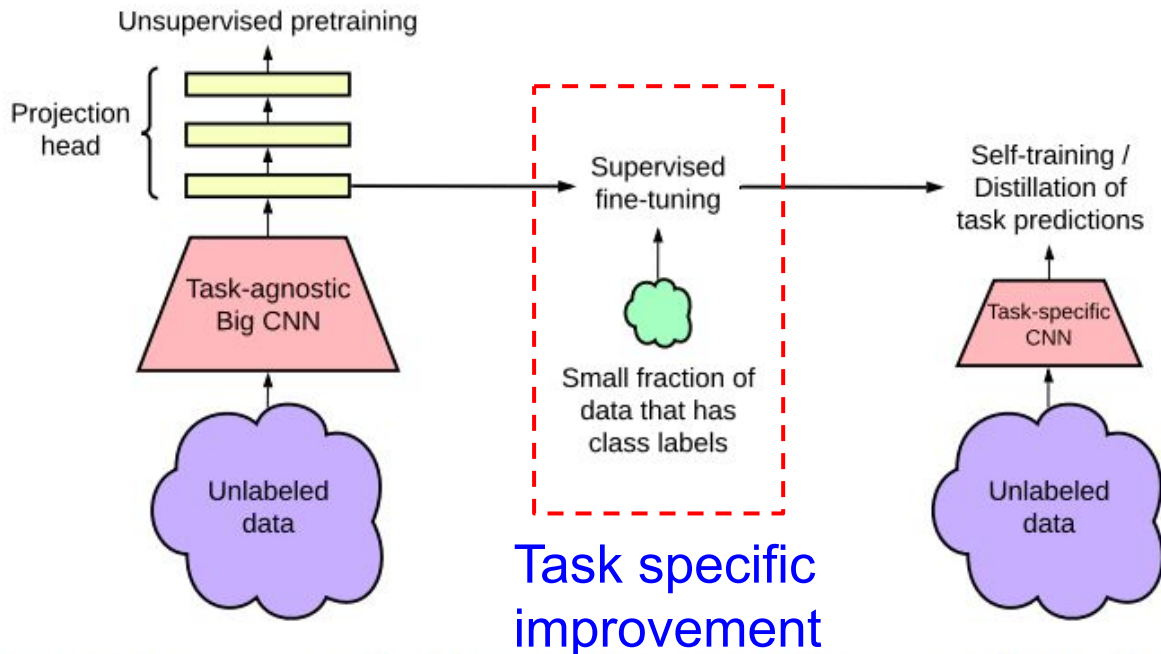 Unsupervised pretraining
Projection
head
Task-agnostic
Big CNN
Unlabeled
data
Supervised
fine-tuning
Small fraction of
data that has
class labels
Task specific
improvement
Self-training /
Distillation of
task predictions
Task-specific
CNN
Unlabeled
data